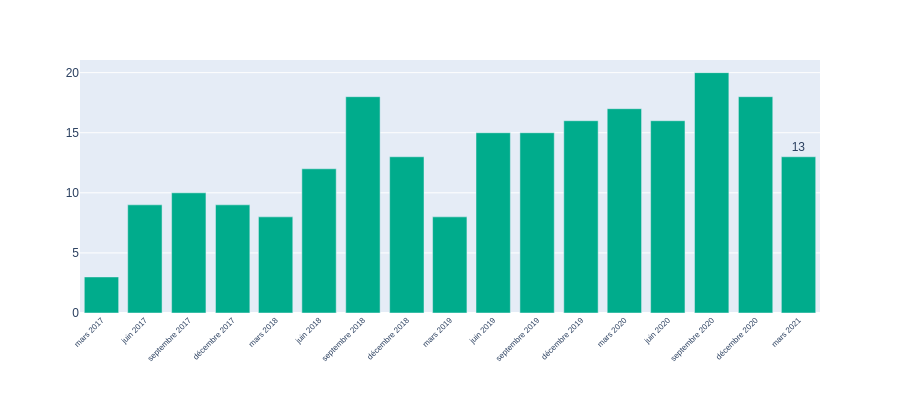 20
15
10
5
0
13
mars 2017
juin 2017
septembre 2017
décembre 2017
mars 2018
juin 2018
septembre 2018
décembre 2018
mars 2019
juin 2019
septembre 2019
décembre 2019
mars 2020
juin 2020
septembre 2020
décembre 2020
mars 2021